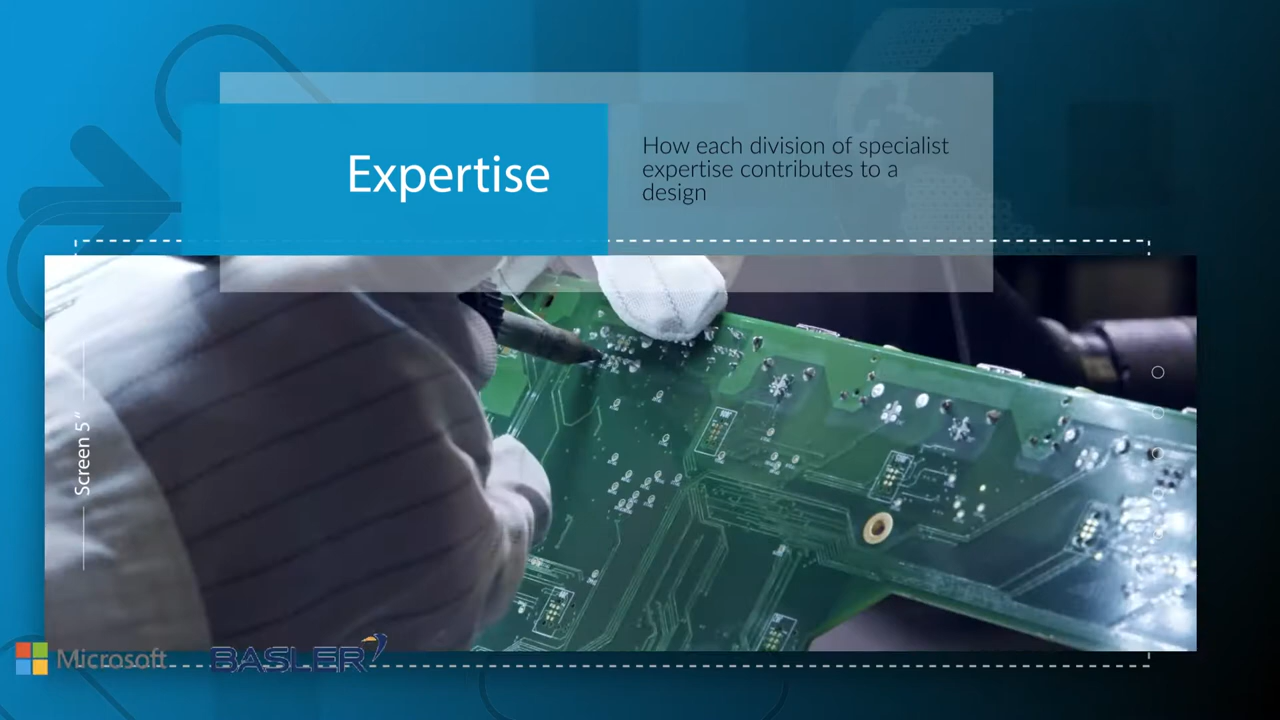 Expertise
How each division of specialist
expertise contributes to a
design
Screen 5"
Microsoft
BASLER